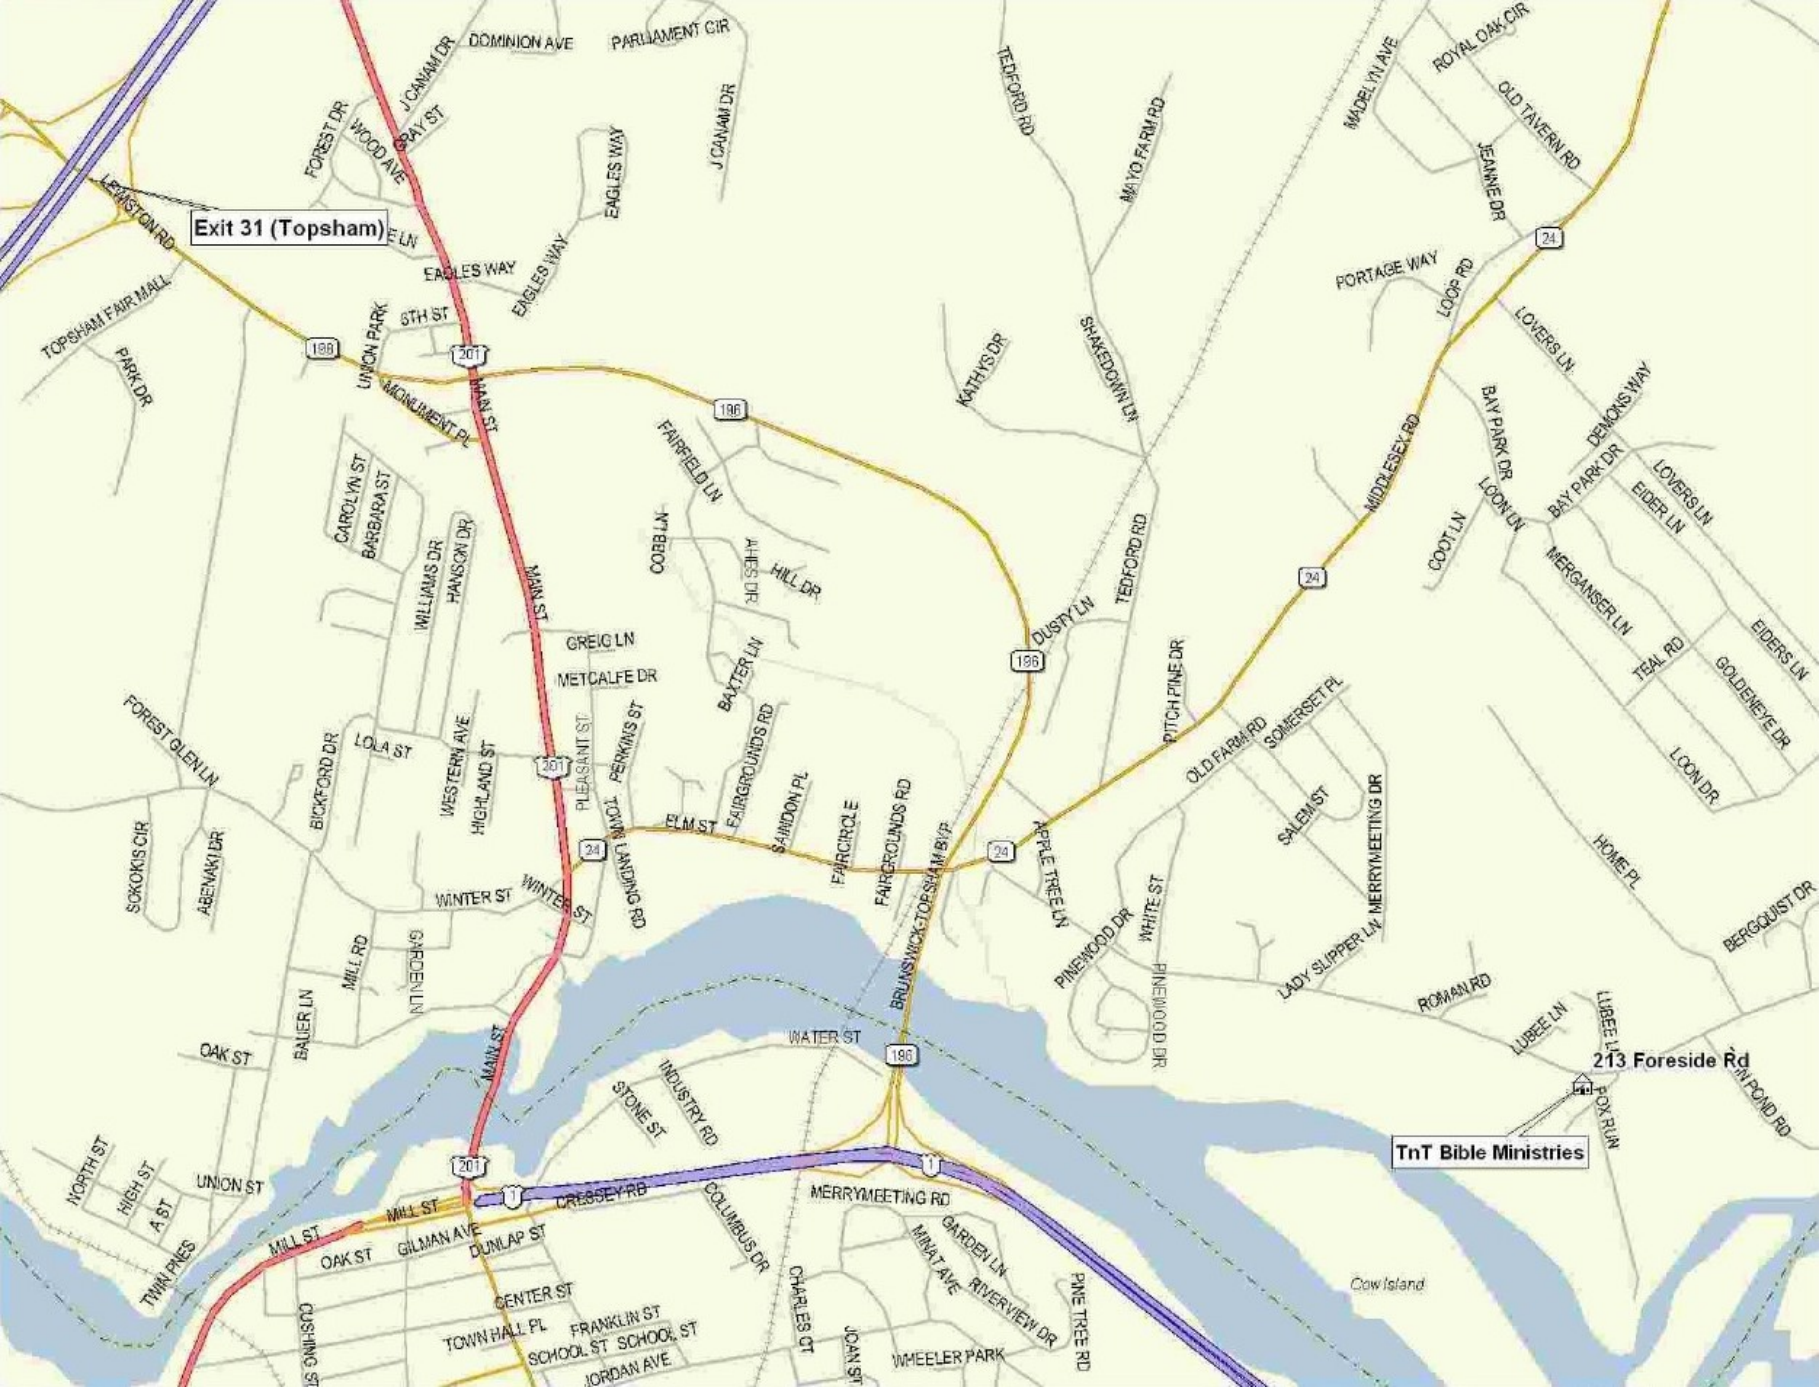 DOMINION AVE
PARLIAMENT CIR
J CANAM DR
GRAY ST
FOREST DR
WOOD AVE
EAGLES WAY
J CANAM DR
TEDFORD RD
MAYO FARM RD
MADELYN AVE
ROYAL OAK CIR
OLD TAVERN RD
JEANNE DR
LEWISTON RD
Exit 31 (Topsham)
E LN
EAGLES WAY
EAGLES WAY
24
PORTAGE WAY
LOOP RD
TOPSHAM FAIR MALL
PARK DR
UNION PARK
6TH ST
196
201
MONUMENT PL
MAIN ST
196
KATHYS DR
SHAKEDOWN LN
LOVERS LN
DEMONS WAY
BAY PARK DR
MIDDLESEX RD
BAY PARK DR
LOVERS LN
EIDER LN
LOON LN
COOT LN
CAROLYN ST
BARBARA ST
FAIRFIELD LN
COBB LN
HILL DR
WILLIAMS DR
HANSON DR
MAIN ST
TEDFORD RD
DUSTY LN
24
MERGANSER LN
EIDERS LN
TEAL RD
GOLDENEYE DR
GREIG LN
METCALFE DR
BAXTER LN
196
PITCH PINE DR
SOMERSET PL
OLD FARM RD
LOON DR
FOREST GLEN LN
BICKFORD DR
LOLA ST
WESTERN AVE
HIGHLAND ST
201
PLEASANT ST
PERKINS ST
FAIRGROUNDS RD
SAINDON PL
FAIRCIRCLE
FAIRGROUNDS RD
SALEM ST
MERRYMEETING DR
ELM ST
24
TOWN LANDING RD
24
APPLE TREE LN
HOME PL
SOKOKIS CIR
ABENAKI DR
WINTER ST
WINTER ST
BRUNSWICK-TOPSHAM BYP
WHITE ST
PINEWOOD DR
PINEWOOD DR
LADY SLIPPER LN
BERGQUIST DR
MILL RD
GARDEN LN
BAUER LN
ROMAN RD
LUBEE LN
OAK ST
MAIN ST
WATER ST
196
213 Foreside Rd
N POND RD
FOX RUN
TnT Bible Ministries
STONE ST
INDUSTRY RD
NORTH ST
HIGH ST
A ST
UNION ST
201
1
1
CRESSEY RD
MERRYMEETING RD
MILL ST
MILL ST
OAK ST
GILMAN AVE
DUNLAP ST
COLUMBUS DR
MINAT AVE
GARDEN LN
RIVERVIEW DR
PINE TREE RD
Cow Island
TWIN PNES
CUSHING ST
CENTER ST
TOWN HALL PL
FRANKLIN ST
SCHOOL ST
SCHOOL ST
JORDAN AVE
CHARLES CT
JOAN ST
WHEELER PARK